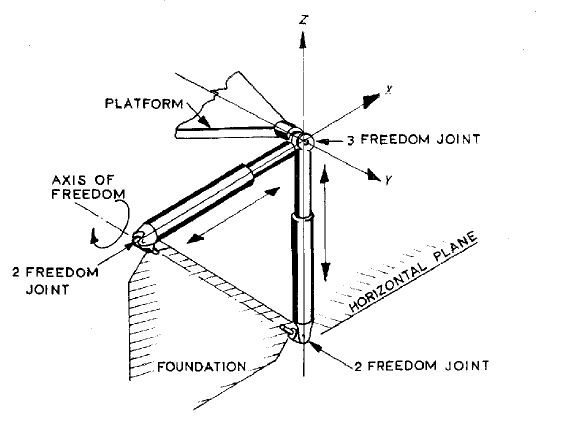 Z
X
PLATFORM
3 FREEDOM JOINT
Y
AXIS OF
FREEDOM
2 FREEDOM
JOINT
HORIZONTAL PLANE
FOUNDATION
2 FREEDOM JOINT